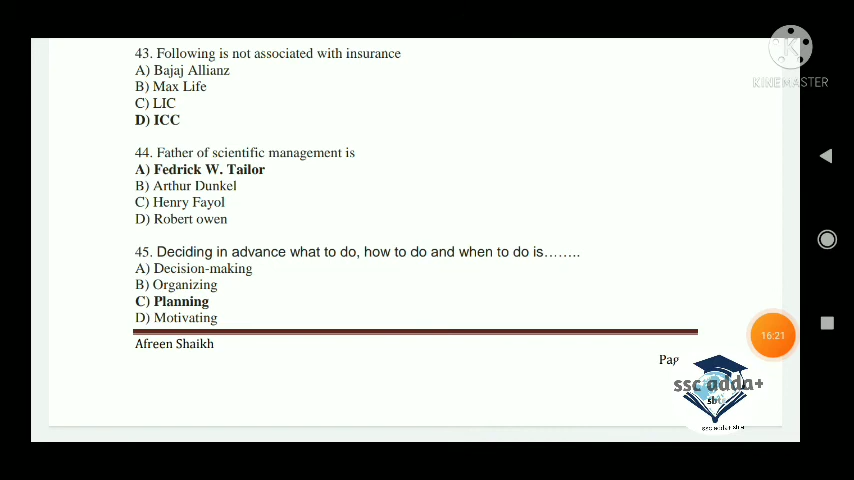 43. Following is not associated with insurance
A) Bajaj Allianz
B) Max Life
C) LIC
D) ICC
KINEMASTER
44. Father of scientific management is
A) Fedrick W. Tailor
B) Arthur Dunkel
C) Henry Fayol
D) Robert owen
45. Deciding in advance what to do, how to do and when to do is……..
A) Decision-making
B) Organizing
C) Planning
D) Motivating
16:21
Afreen Shaikh
Pag
ssc adda+